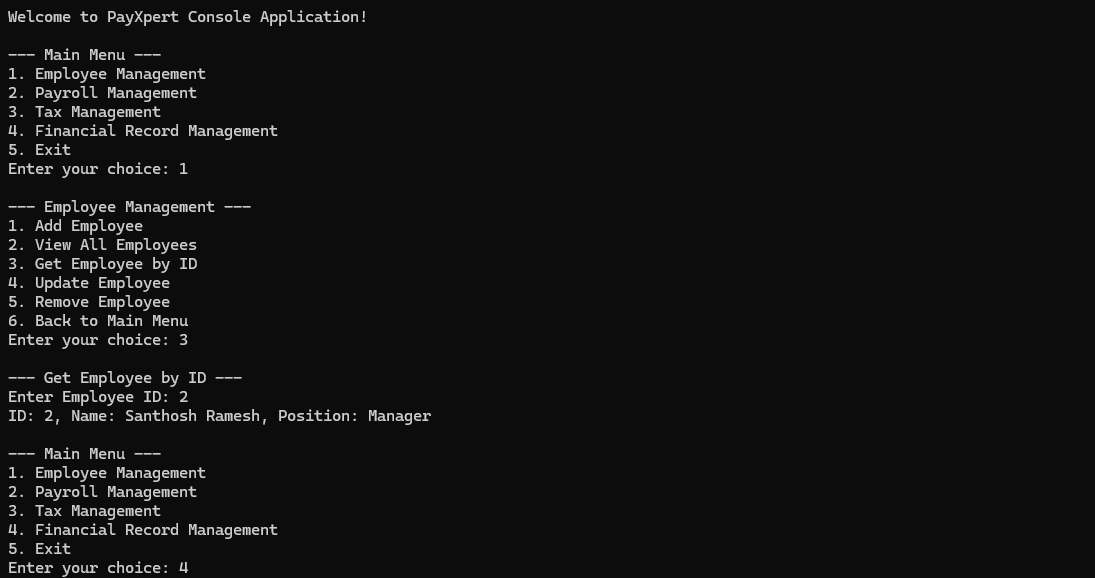 Welcome to PayXpert Console Application!
--- Main Menu ---
1. Employee Management
2. Payroll Management
3. Tax Management
4. Financial Record Management
5. Exit
Enter your choice: 1
--- Employee Management ---
1. Add Employee
2. View All Employees
3. Get Employee by ID
4. Update Employee
5. Remove Employee
6. Back to Main Menu
Enter your choice: 3
--- Get Employee by ID ---
Enter Employee ID: 2
ID: 2, Name: Santhosh Ramesh, Position: Manager
--- Main Menu ---
1. Employee Management
2. Payroll Management
3. Tax Management
4. Financial Record Management
5. Exit
Enter your choice: 4